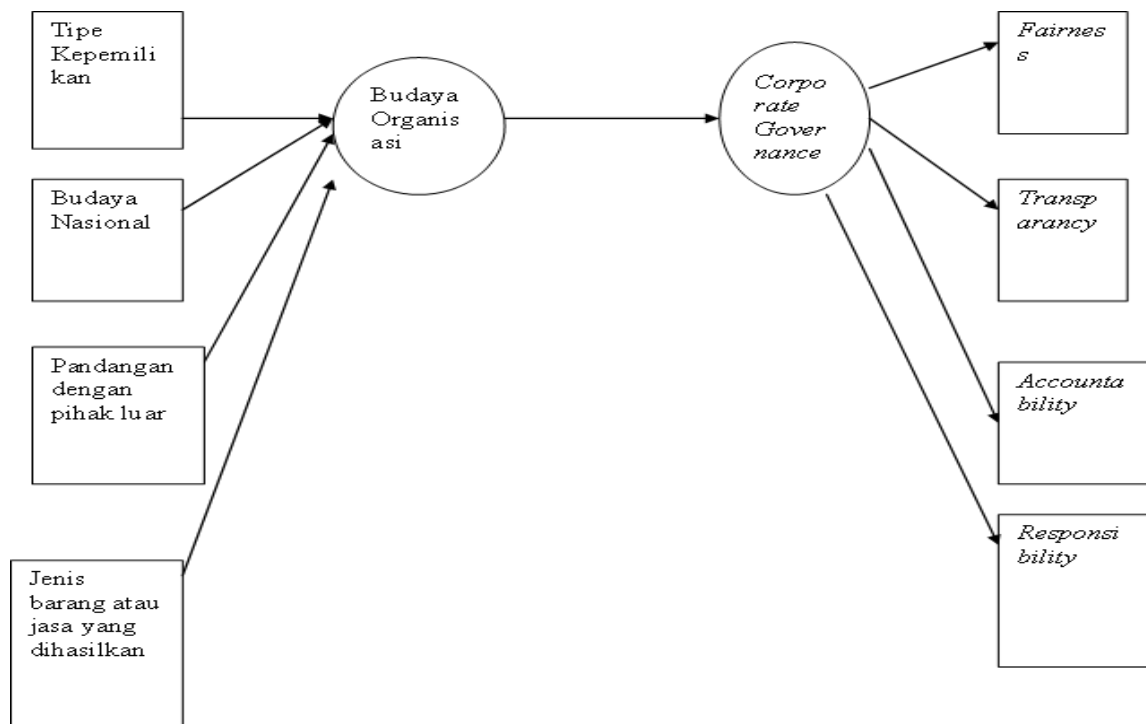 Tipe
Kepemili
kan
Budaya
Nasional
Pandangan
dengan
pihak luar
Jenis
barang atau
jasa yang
dihasilkan
Budaya
Organis
asi
Corpo
rate
Gover
nance
Fairnes
s
Transp
arancy
Accounta
bility
Responsi
bility